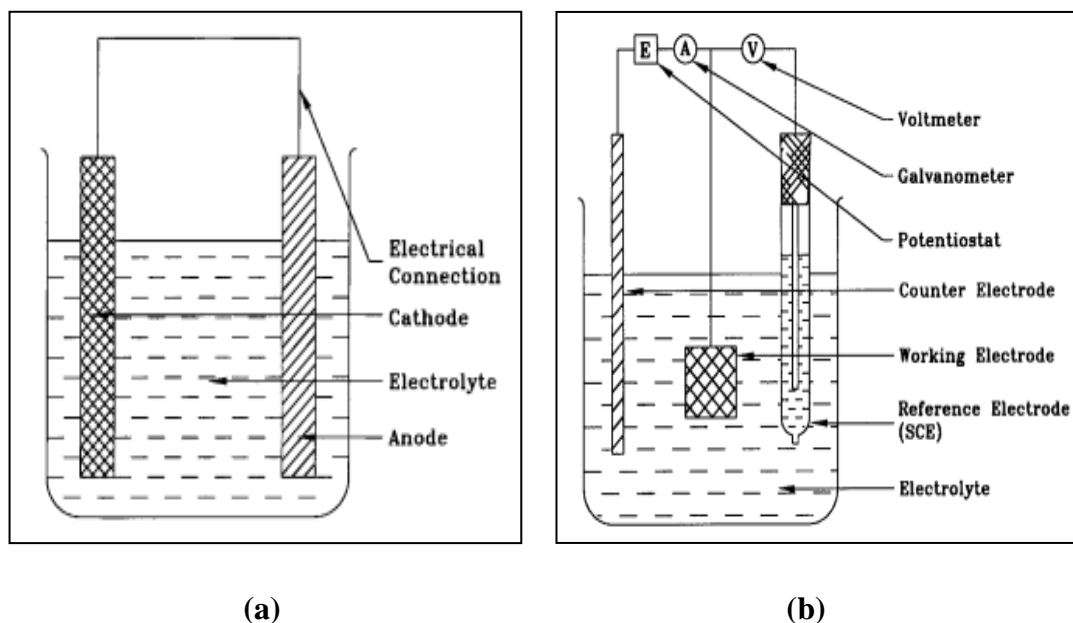 Electrical
Connection
Cathode
Electrolyte
Anode
(a)
E
A
V
Voltmeter
Galvanometer
Potentiostat
Counter Electrode
Working Electrode
Reference Electrode
(SCE)
Electrolyte
(b)